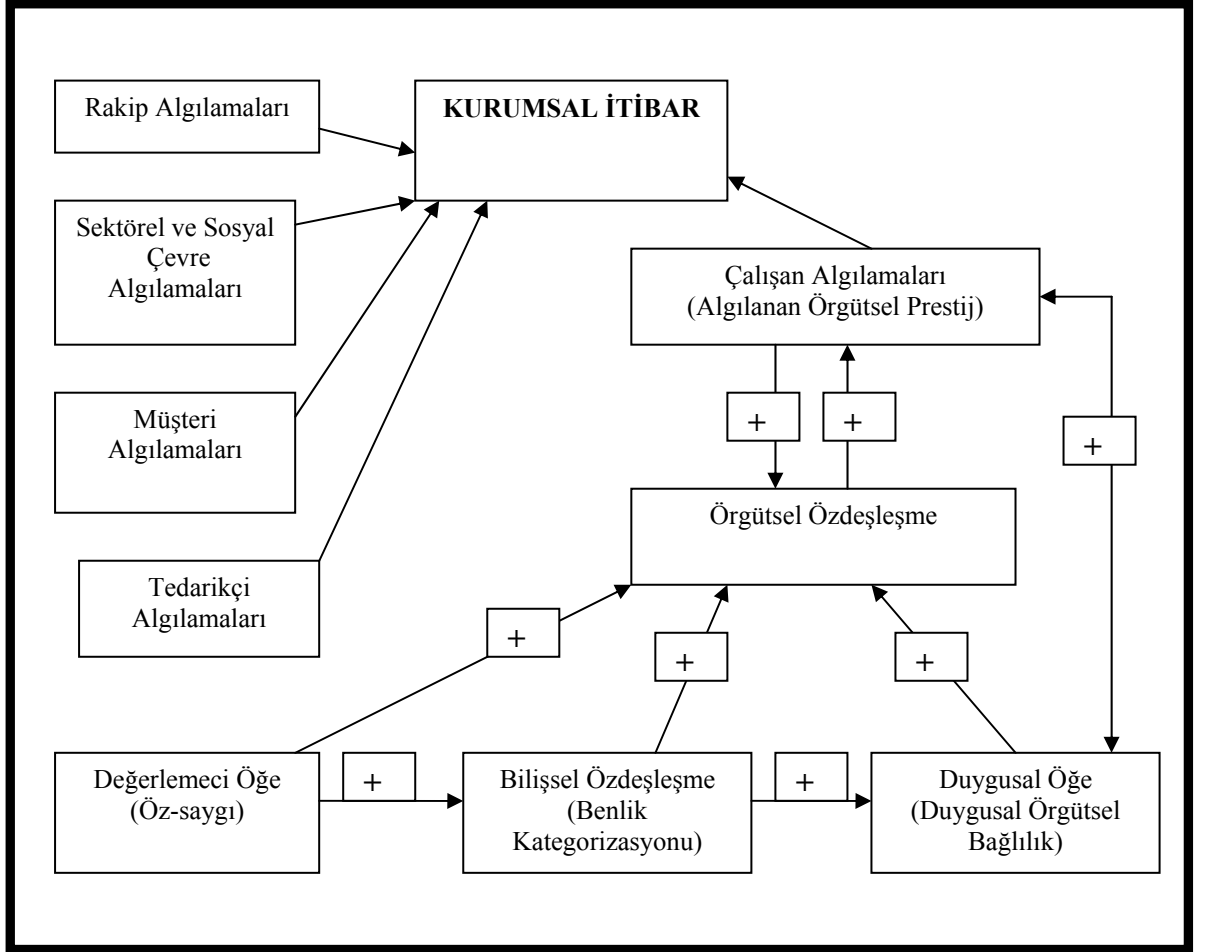 Rakip Algılamaları
KURUMSAL İTİBAR
Sektörel ve Sosyal
Çevre
Algılamaları
Çalışan Algılamaları
(Algılanan Örgütsel Prestij)
Müşteri
Algılamaları
+
+
+
Örgütsel Özdeşleşme
Tedarikçi
Algılamaları
+
+
+
Değerlemeci Öğe
(Öz-saygı)
+
Bilişsel Özdeşleşme
(Benlik
Kategorizasyonu)
+
Duygusal Öğe
(Duygusal Örgütsel
Bağlılık)